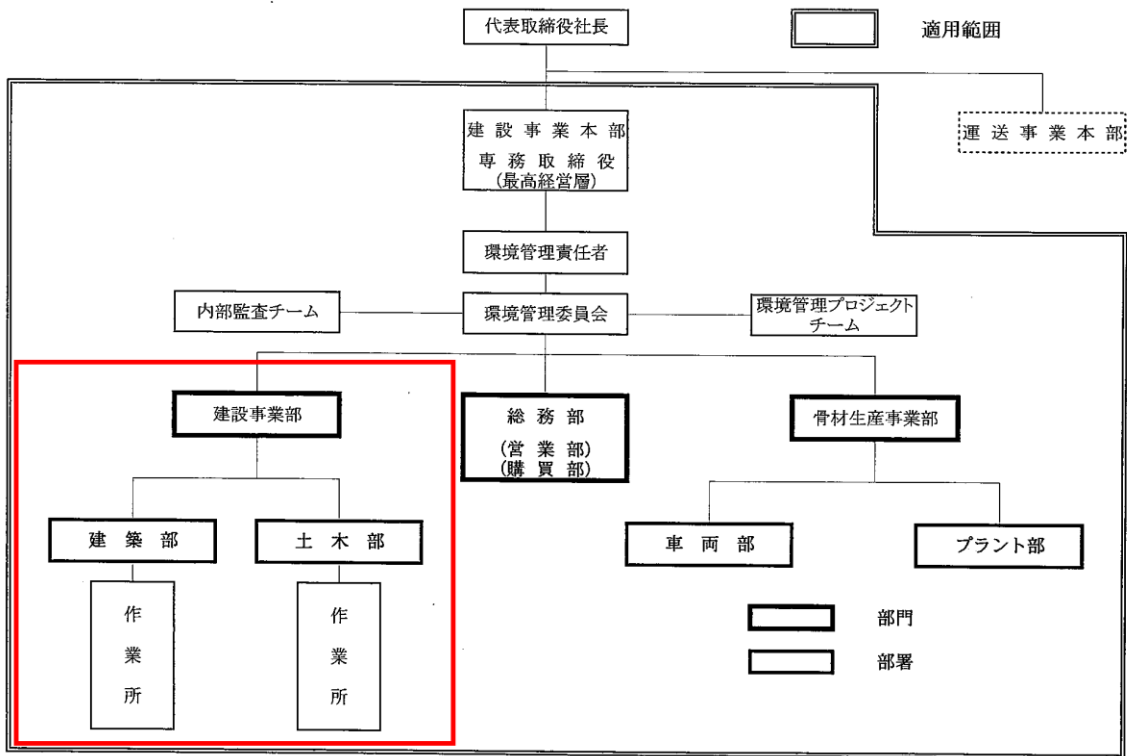 代表取締役社長
適用範囲
建設事業本部
専務取締役
(最高経営層)
運送事業本部
環境管理責任者
内部監査チーム
環境管理委員会
環境管理プロジェクト
チーム
建設事業部
総務部
(営業部)
(購買部)
骨材生産事業部
建築部
土木部
車両部
プラント部
作業所
作業所
部門
部署